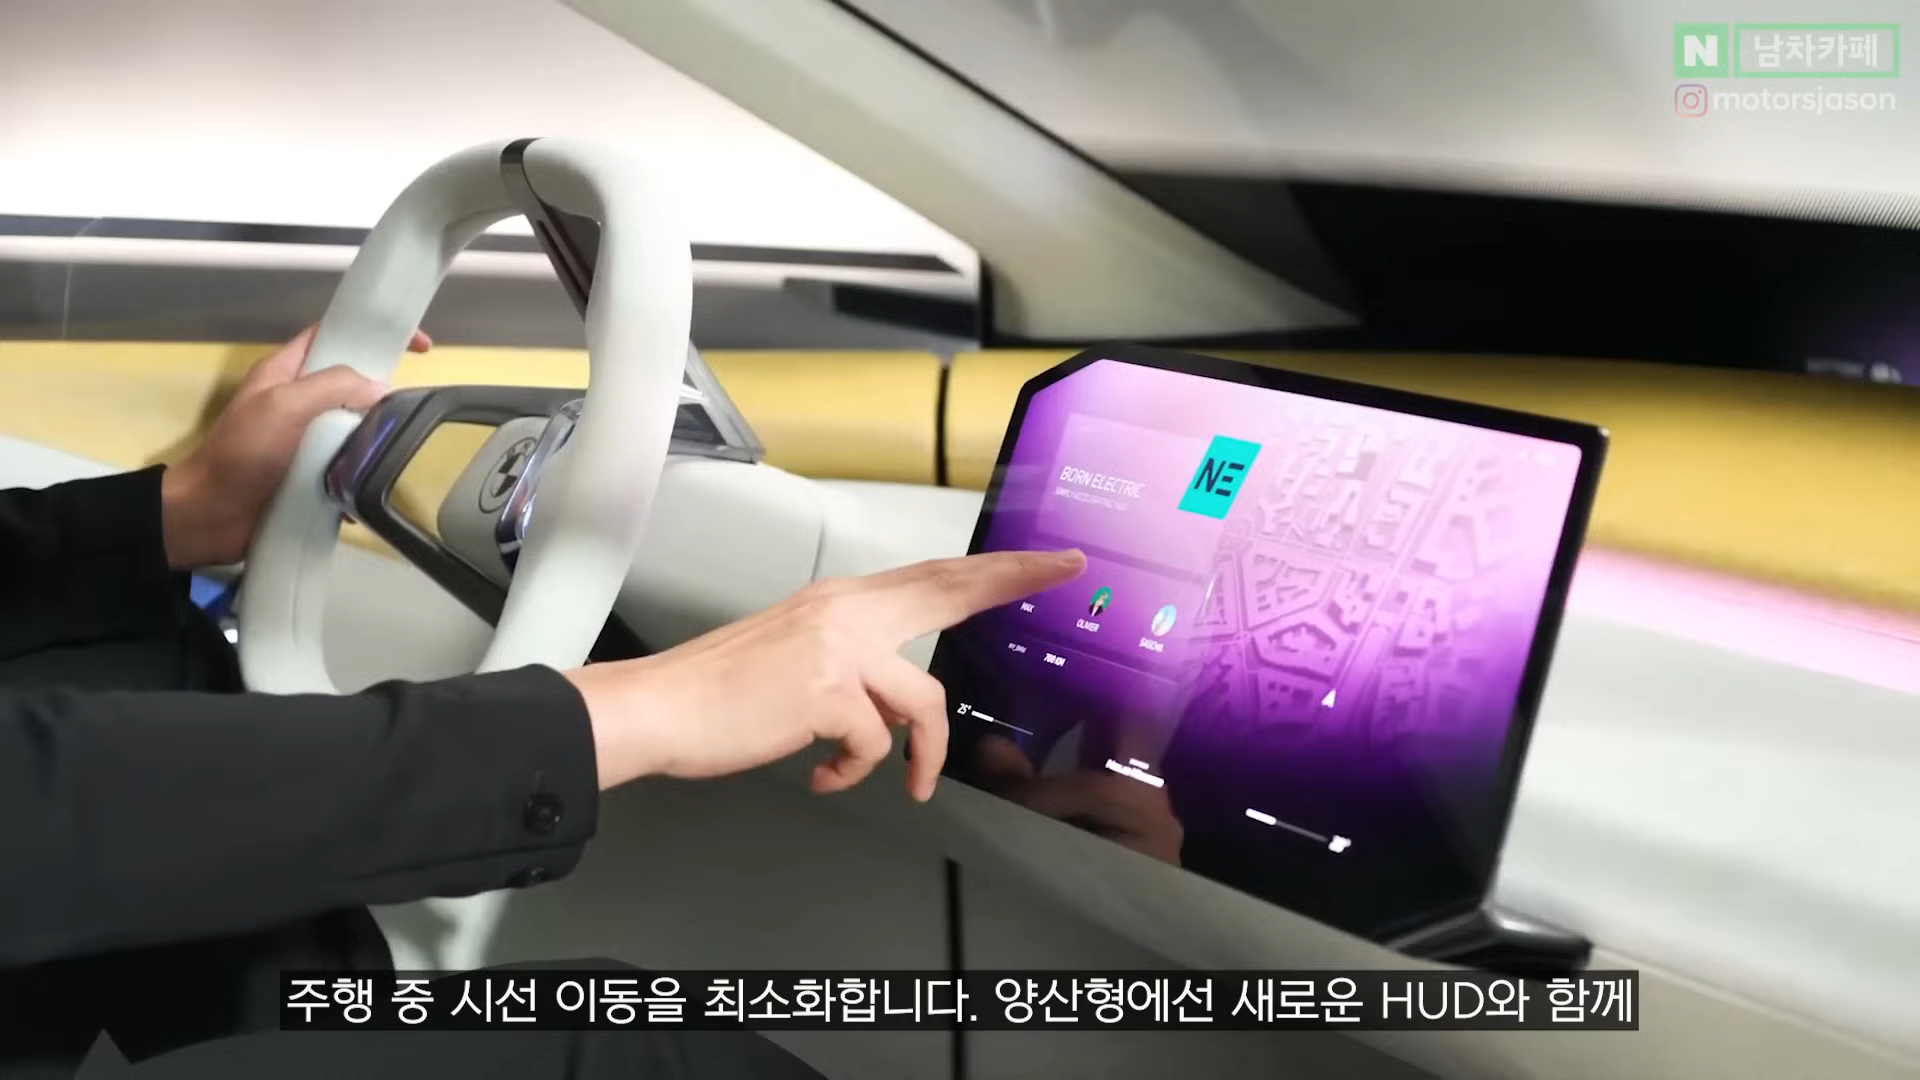 N 남차카페
motorsjason
BORN ELECTRIC
NE
MAX
OLIVIER
SASCHA
700 KM
25°
주행 중 시선 이동을 최소화합니다. 양산형에선 새로운 HUD와 함께